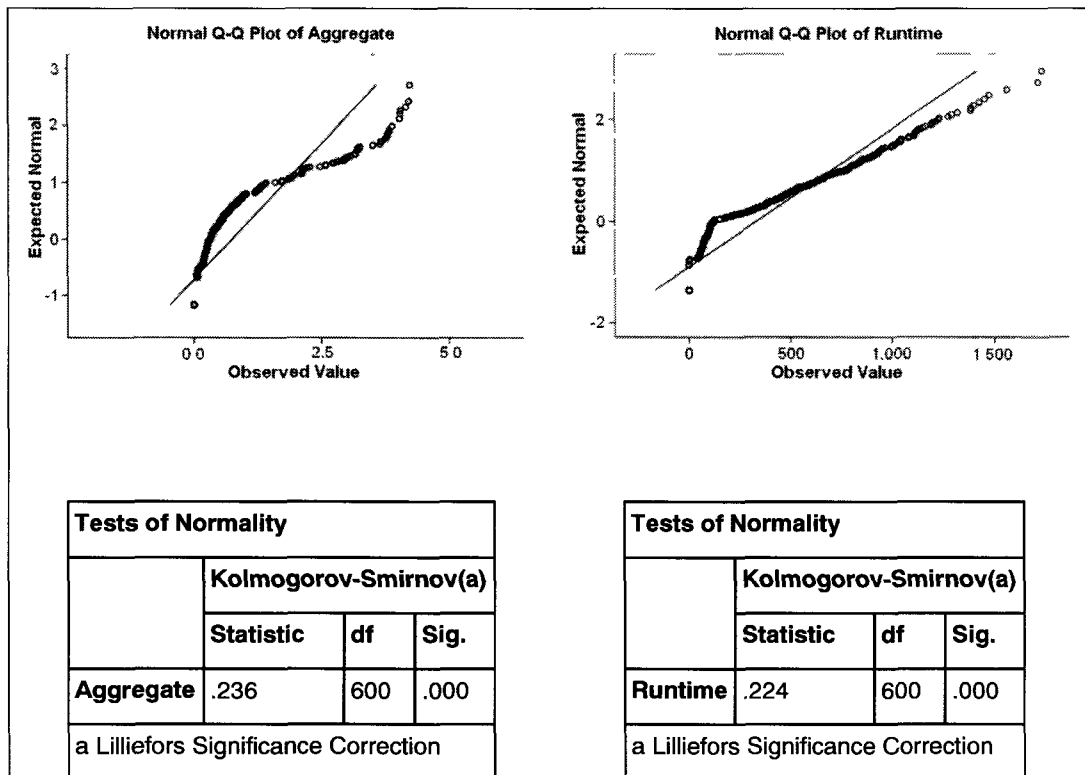 Normal Q-Q Plot of Aggregate
3
2
1
0
-1
Expected Normal
0 0
2.5
5 0
Observed Value
Normal Q-Q Plot of Runtime
2
0
-2
Expected Normal
0
500
1.000
1 500
Observed Value
Tests of Normality
Kolmogorov-Smirnov(a)
Statistic df Sig.
Aggregate .236 600 .000
a Lilliefors Significance Correction
Tests of Normality
Kolmogorov-Smirnov(a)
Statistic df Sig.
Runtime .224 600 .000
a Lilliefors Significance Correction